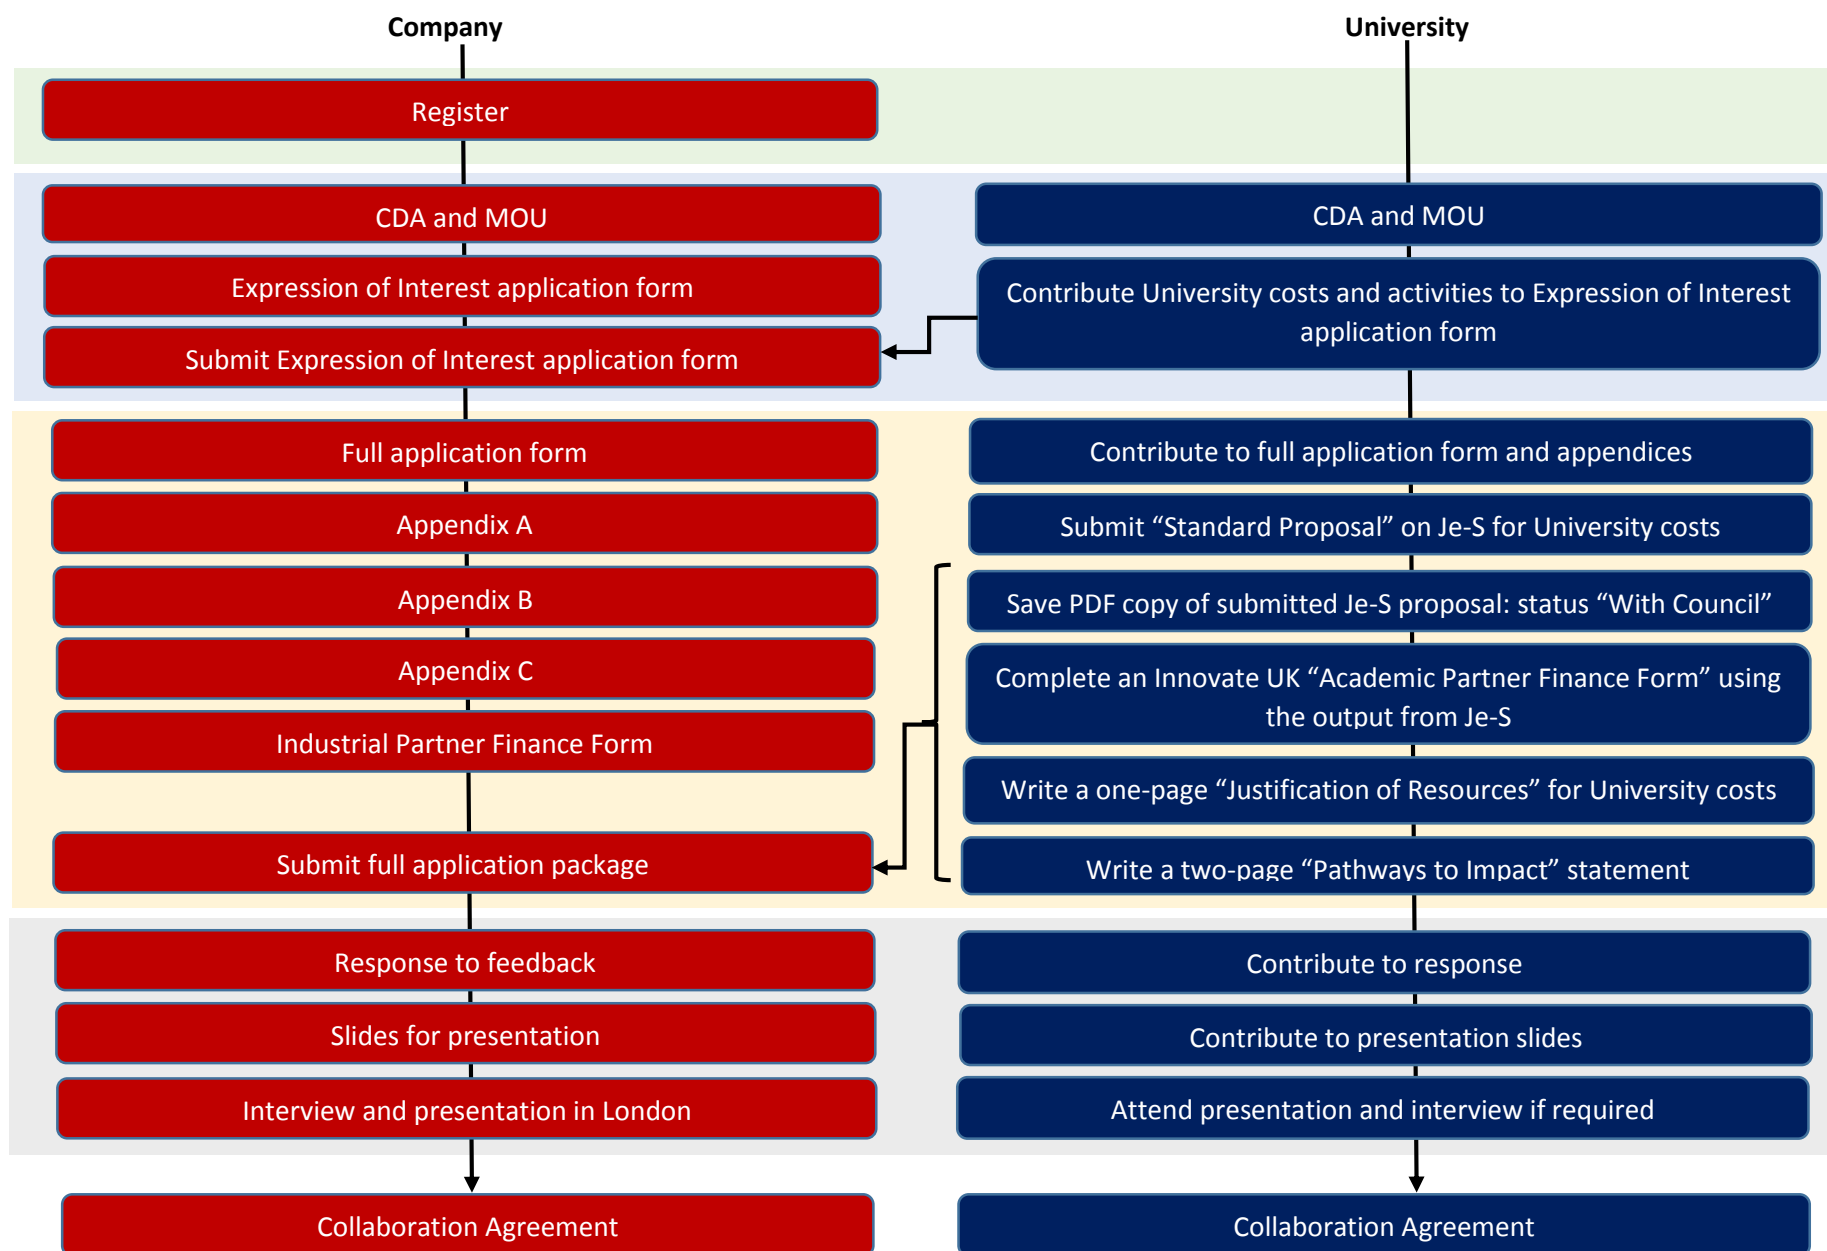 Company
University
Register
CDA and MOU
CDA and MOU
Expression of Interest application form
Contribute University costs and activities to Expression of Interest
application form
Submit Expression of Interest application form
Full application form
Contribute to full application form and appendices
Appendix A
Submit “Standard Proposal” on Je-S for University costs
Appendix B
Save PDF copy of submitted Je-S proposal: status “With Council”
Appendix C
Complete an Innovate UK “Academic Partner Finance Form” using
the output from Je-S
Industrial Partner Finance Form
Write a one-page “Justification of Resources” for University costs
Submit full application package
Write a two-page “Pathways to Impact” statement
Response to feedback
Contribute to response
Slides for presentation
Contribute to presentation slides
Interview and presentation in London
Attend presentation and interview if required
Collaboration Agreement
Collaboration Agreement